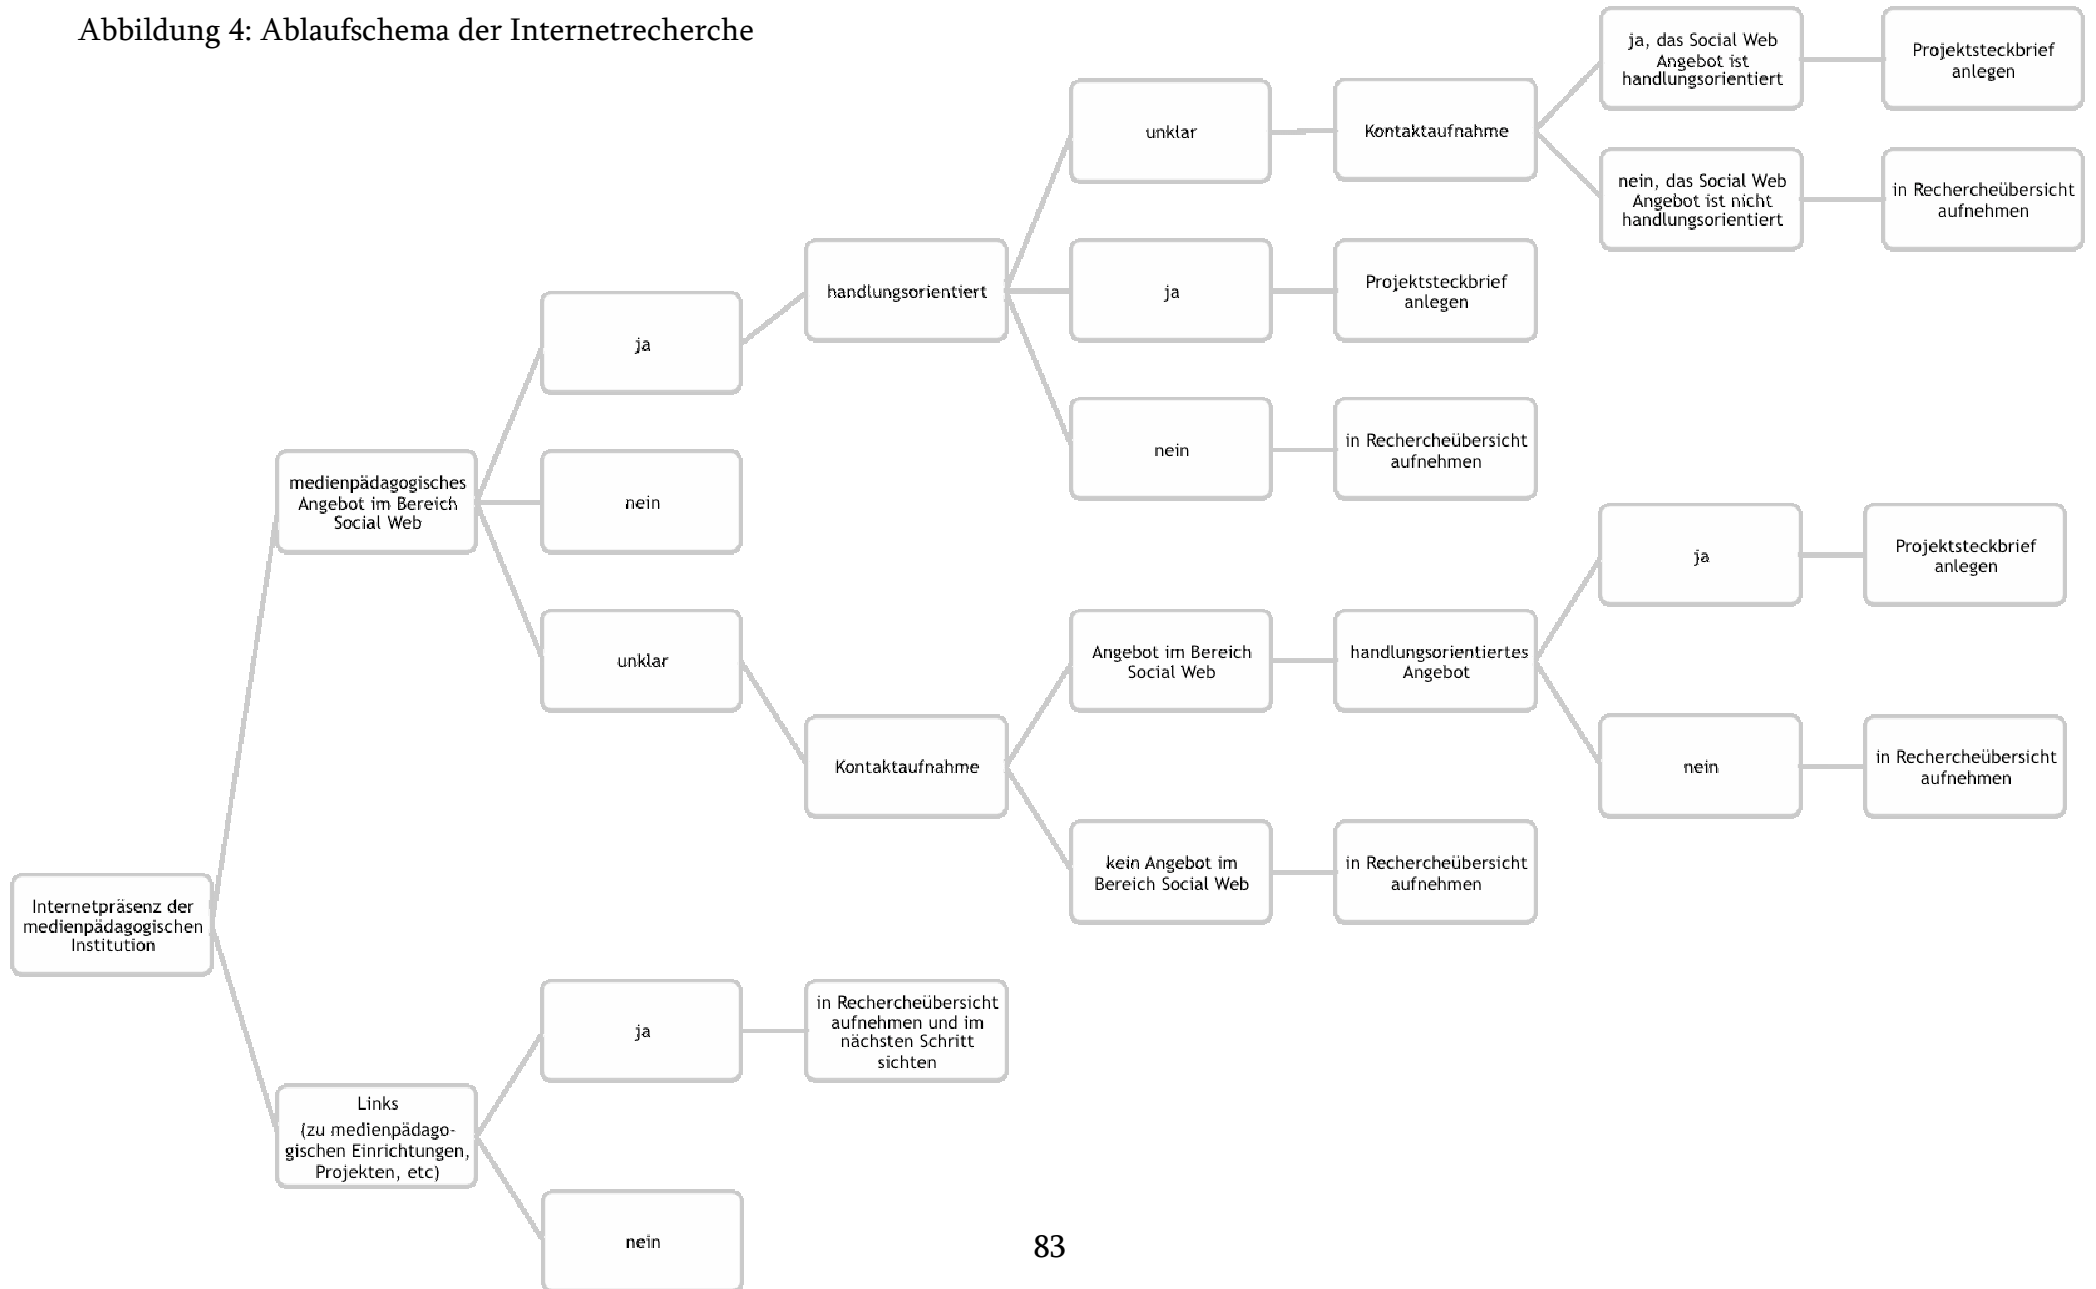 Abbildung 4: Ablaufschema der Internetrecherche
ja, das Social Web
Angebot ist
handlungsorientiert
Projektsteckbrief
anlegen
unklar
Kontaktaufnahme
nein, das Social Web
Angebot ist nicht
handlungsorientiert
in Rechercheübersicht
aufnehmen
handlungsorientiert
ja
Projektsteckbrief
anlegen
ja
nein
in Rechercheübersicht
aufnehmen
medienpädagogisches
Angebot im Bereich
Social Web
nein
ja
Projektsteckbrief
anlegen
unklar
Angebot im Bereich
Social Web
handlungsorientiertes
Angebot
Kontaktaufnahme
nein
in Rechercheübersicht
aufnehmen
kein Angebot im
Bereich Social Web
in Rechercheübersicht
aufnehmen
Internetpräsenz der
medienpädagogischen
Institution
ja
in Rechercheübersicht
aufnehmen und im
nächsten Schritt
sichten
Links
(zu medienpädago-
gischen Einrichtungen,
Projekten, etc)
nein
83